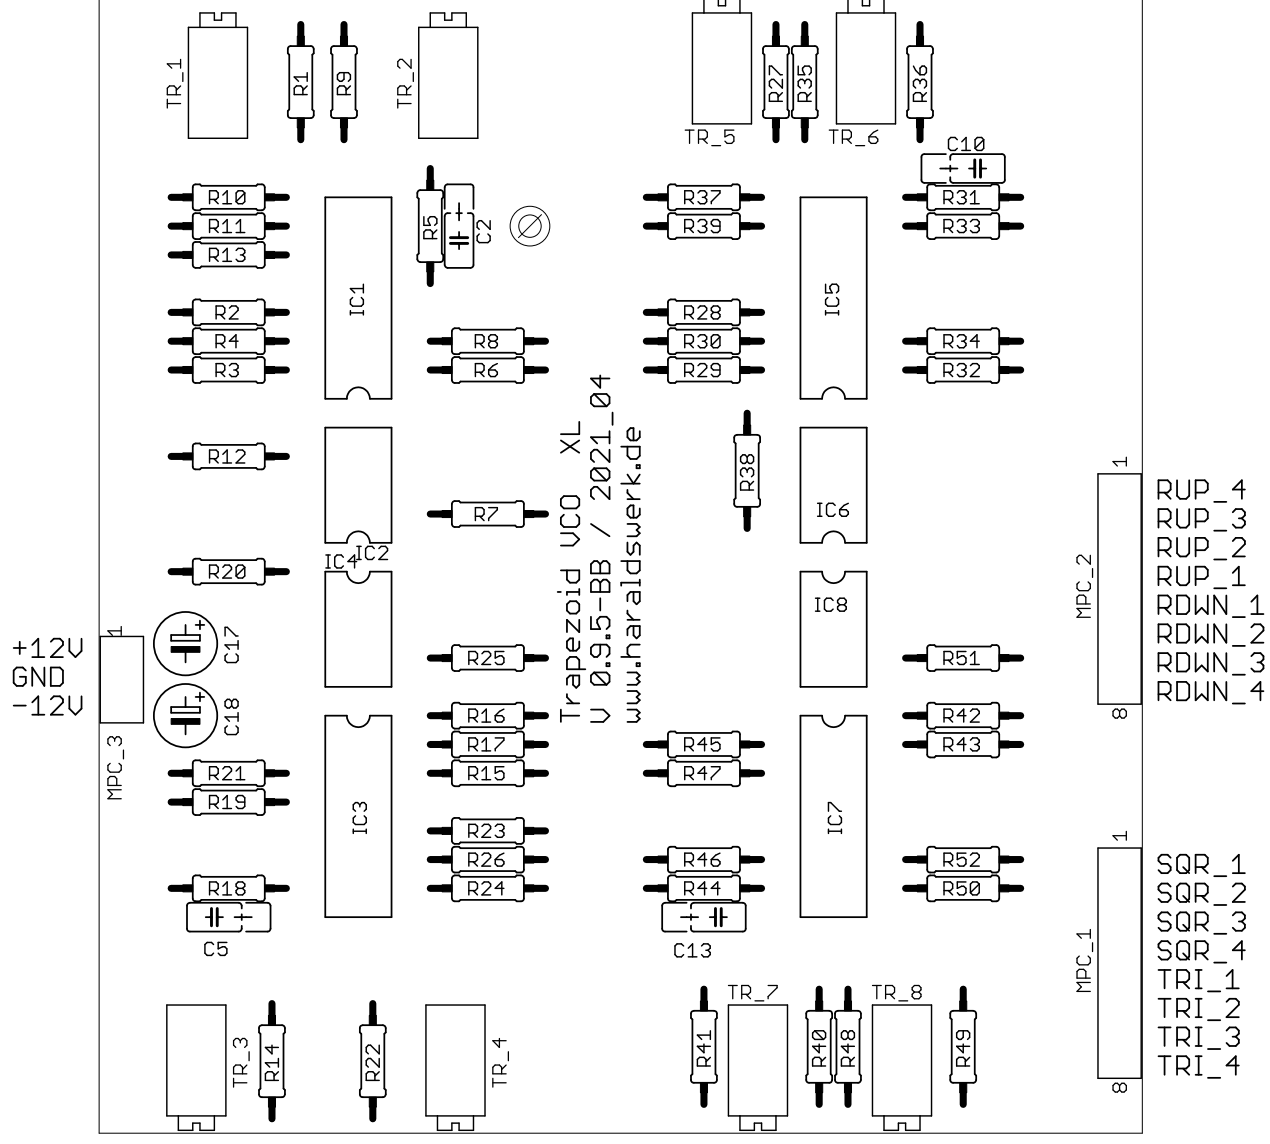 TR_1
R1
R9
TR_2
TR_5
R27
R35
TR_6
R36
C10
R10
R11
R13
R5
C2
R37
R39
R31
R33
IC1
IC5
R2
R4
R3
R8
R6
R28
R30
R29
R34
R32
R12
R7
R38
IC6
IC4
IC2
IC8
R20
Trapezoid VCO XL
V 0.9.5-BB / 2021_04
www.haraldswerk.de
1
MPC_2
8
RUP_4
RUP_3
RUP_2
RUP_1
RDWN_1
RDWN_2
RDWN_3
RDWN_4
+12V
GND
-12V
1
MPC_3
C17
C18
R25
R51
R16
R17
R15
R42
R43
R45
R47
R21
R19
IC3
IC7
R23
R26
R24
R46
R44
R52
R50
R18
C5
C13
1
MPC_1
8
SQR_1
SQR_2
SQR_3
SQR_4
TRI_1
TRI_2
TRI_3
TRI_4
TR_3
R14
R22
TR_4
R41
TR_7
R40
R48
TR_8
R49